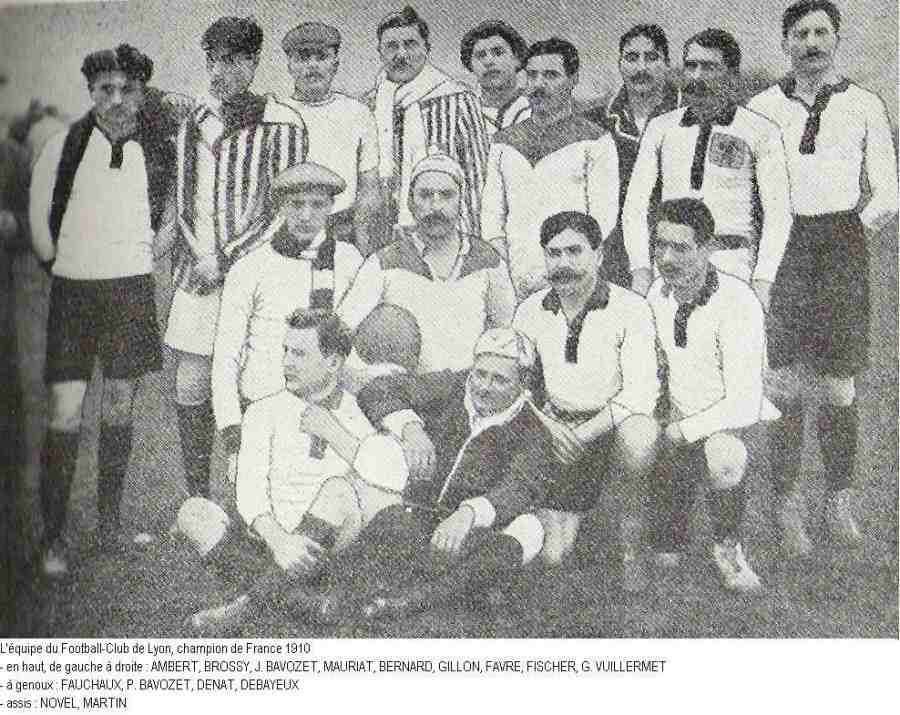 L'équipe du Football-Club de Lyon, champion de France 1910
- en haut, de gauche à droite : AMBERT, BROSSY, J. BAVOZET, MAURIAT, BERNARD, GILLON, FAVRE, FISCHER, G. VUILLERMET
- à genoux : FAUCHAUX, P. BAVOZET, DENAT, DEBAYEUX
- assis : NOVEL, MARTIN